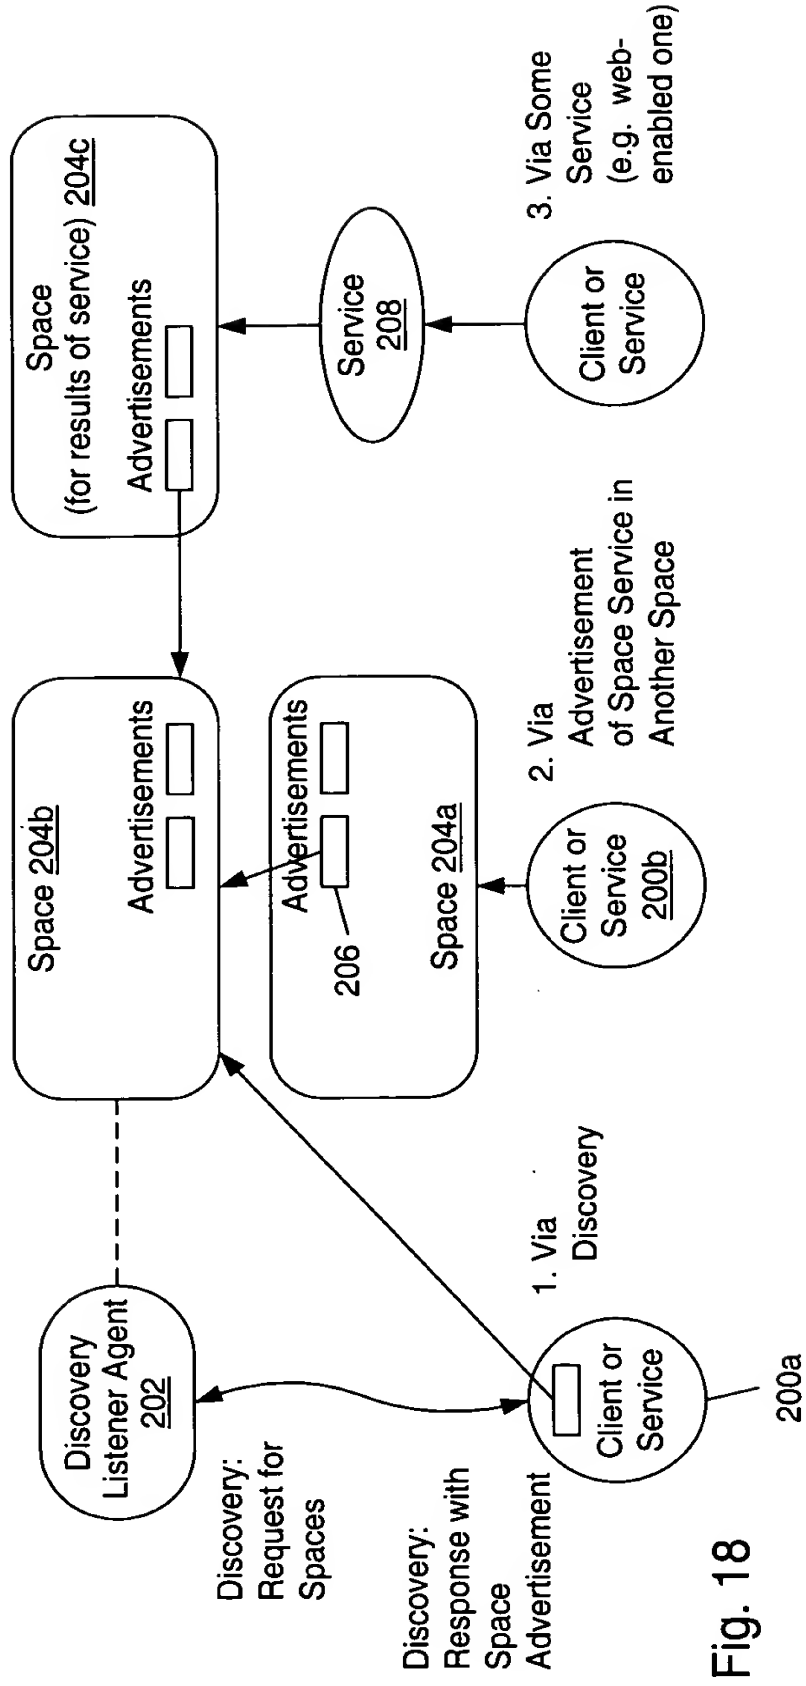 Discovery
Listener Agent
202
Discovery:
Request for
Spaces
Discovery:
Response with
Space
Advertisement
Client or
Service
200a
1. Via
Discovery
Space 204b
Advertisements
Advertisements
206
Space 204a
Client or
Service
200b
2. Via
Advertisement
of Space Service in
Another Space
Space
(for results of service) 204c
Advertisements
Service
208
Client or
Service
3. Via Some
Service
(e.g. web-
enabled one)
Fig. 18